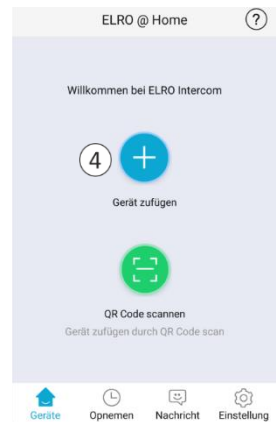 ELRO @ Home ?
Willkommen bei ELRO Intercom
4
Gerät zufügen
QR Code scannen
Gerät zufügen durch QR Code scan
Geräte Opnemen Nachricht Einstellung